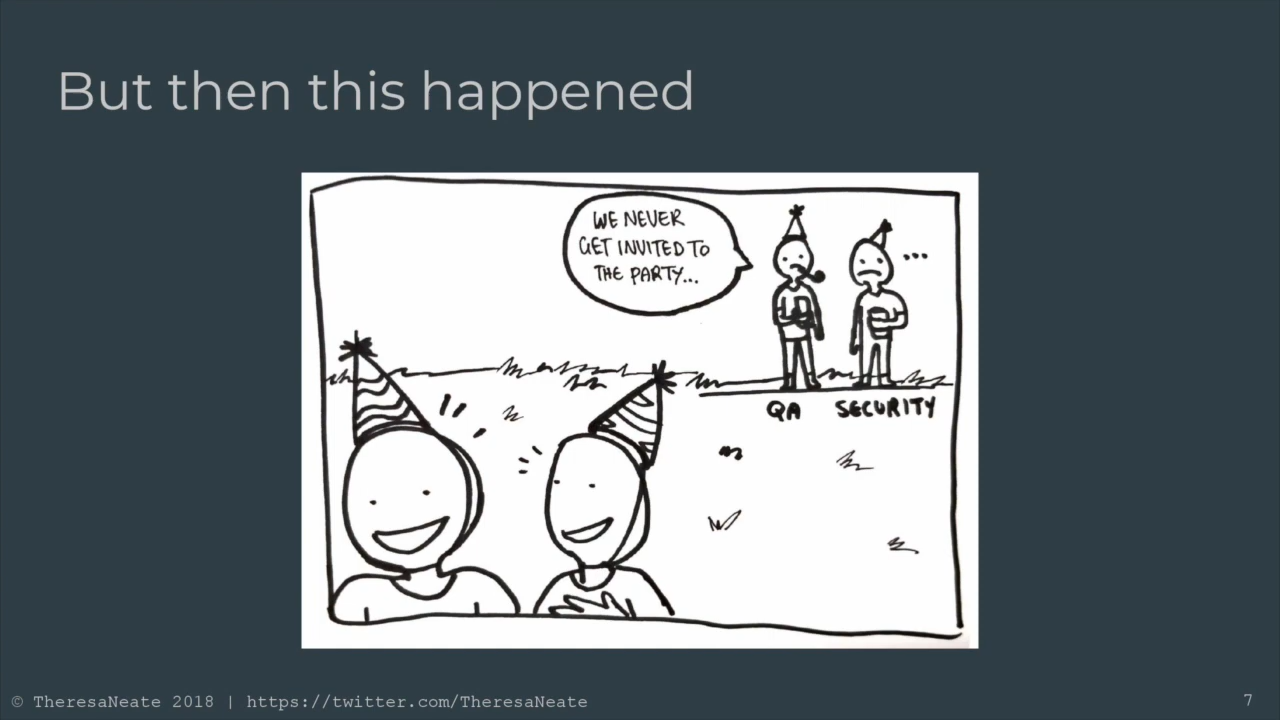 But then this happened
WE NEVER
GET INVITED TO
THE PARTY...
...
QA SECURITY
© TheresaNeate 2018 | https://twitter.com/TheresaNeate
7